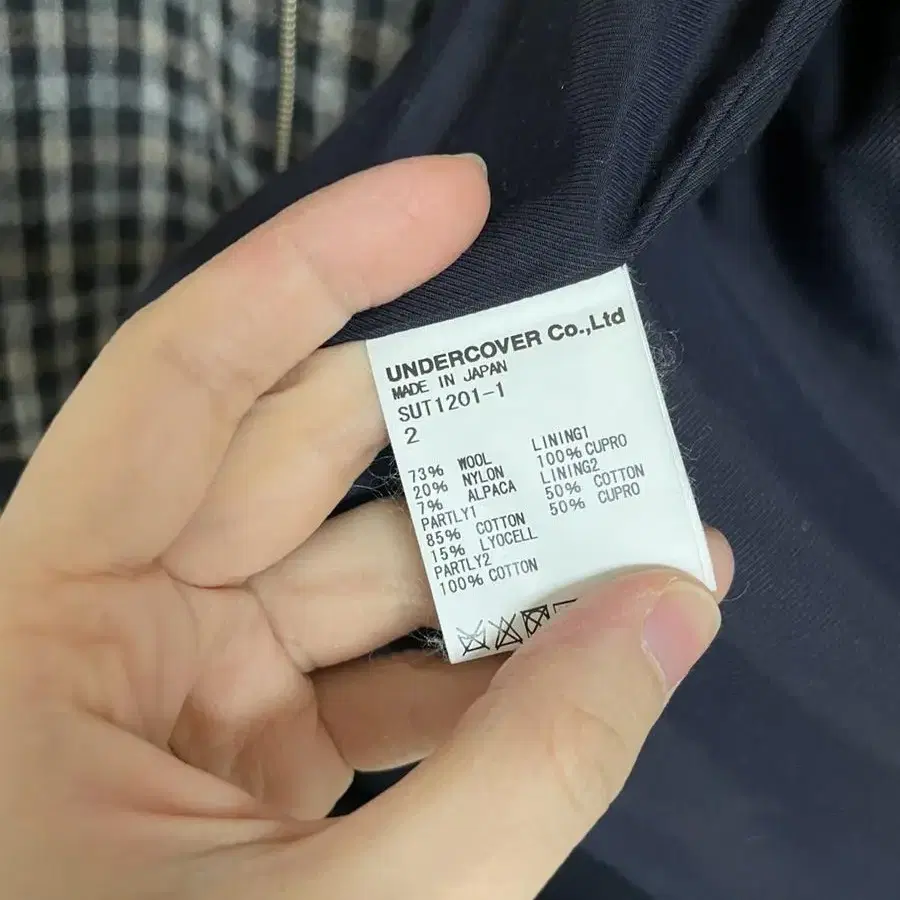 UNDERCOVER Co.,Ltd
MADE IN JAPAN
SUT1201-1
2
73% WOOL
20% NYLON
7% ALPACA
PARTLY1
85% COTTON
15% LYOCELL
PARTLY2
100% COTTON
LINING1
100% CUPRO
LINING2
50% COTTON
50% CUPRO